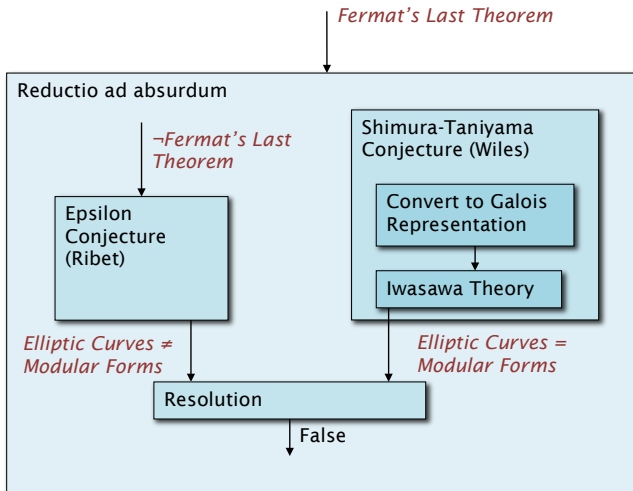 Fermat's Last Theorem
Reductio ad absurdum
¬Fermat's Last
Theorem
Epsilon
Conjecture
(Ribet)
Shimura-Taniyama
Conjecture (Wiles)
Convert to Galois
Representation
Iwasawa Theory
Elliptic Curves ≠
Modular Forms
Elliptic Curves =
Modular Forms
Resolution
False